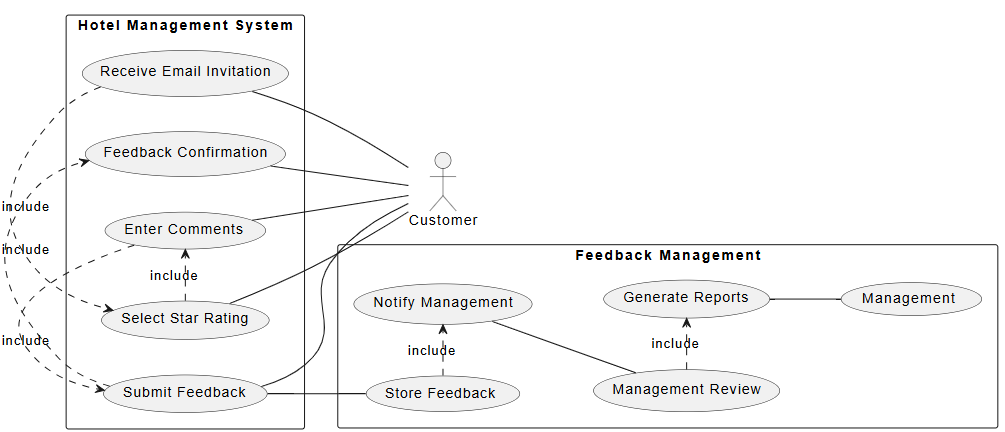 Hotel Management System
Receive Email Invitation
Feedback Confirmation
include
Enter Comments
Customer
include
include
Select Star Rating
include
Submit Feedback
Feedback Management
Notify Management
Generate Reports
Management
include
include
Store Feedback
Management Review